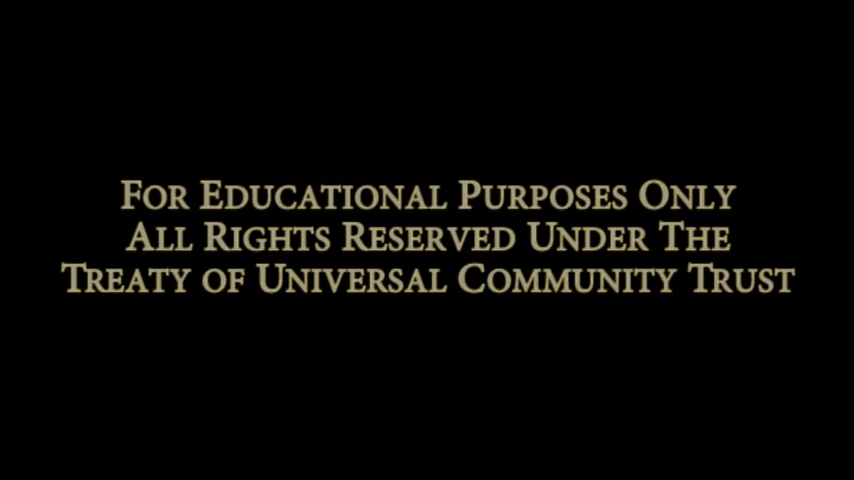 For Educational Purposes Only
All Rights Reserved Under The
Treaty of Universal Community Trust